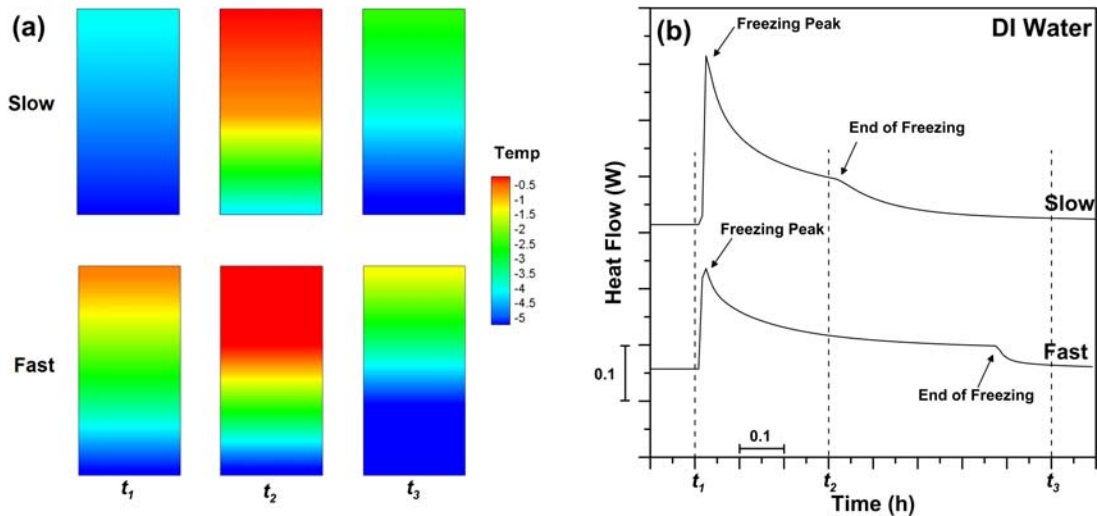 (a)
Slow
Fast
t1
t2
t3
Temp
-0.5
-1
-1.5
-2
-2.5
-3
-3.5
-4
-4.5
-5
(b)
DI Water
Freezing Peak
End of Freezing
Slow
Freezing Peak
Fast
End of Freezing
0.1
0.1
Heat Flow (W)
t1
t2
t3
Time (h)